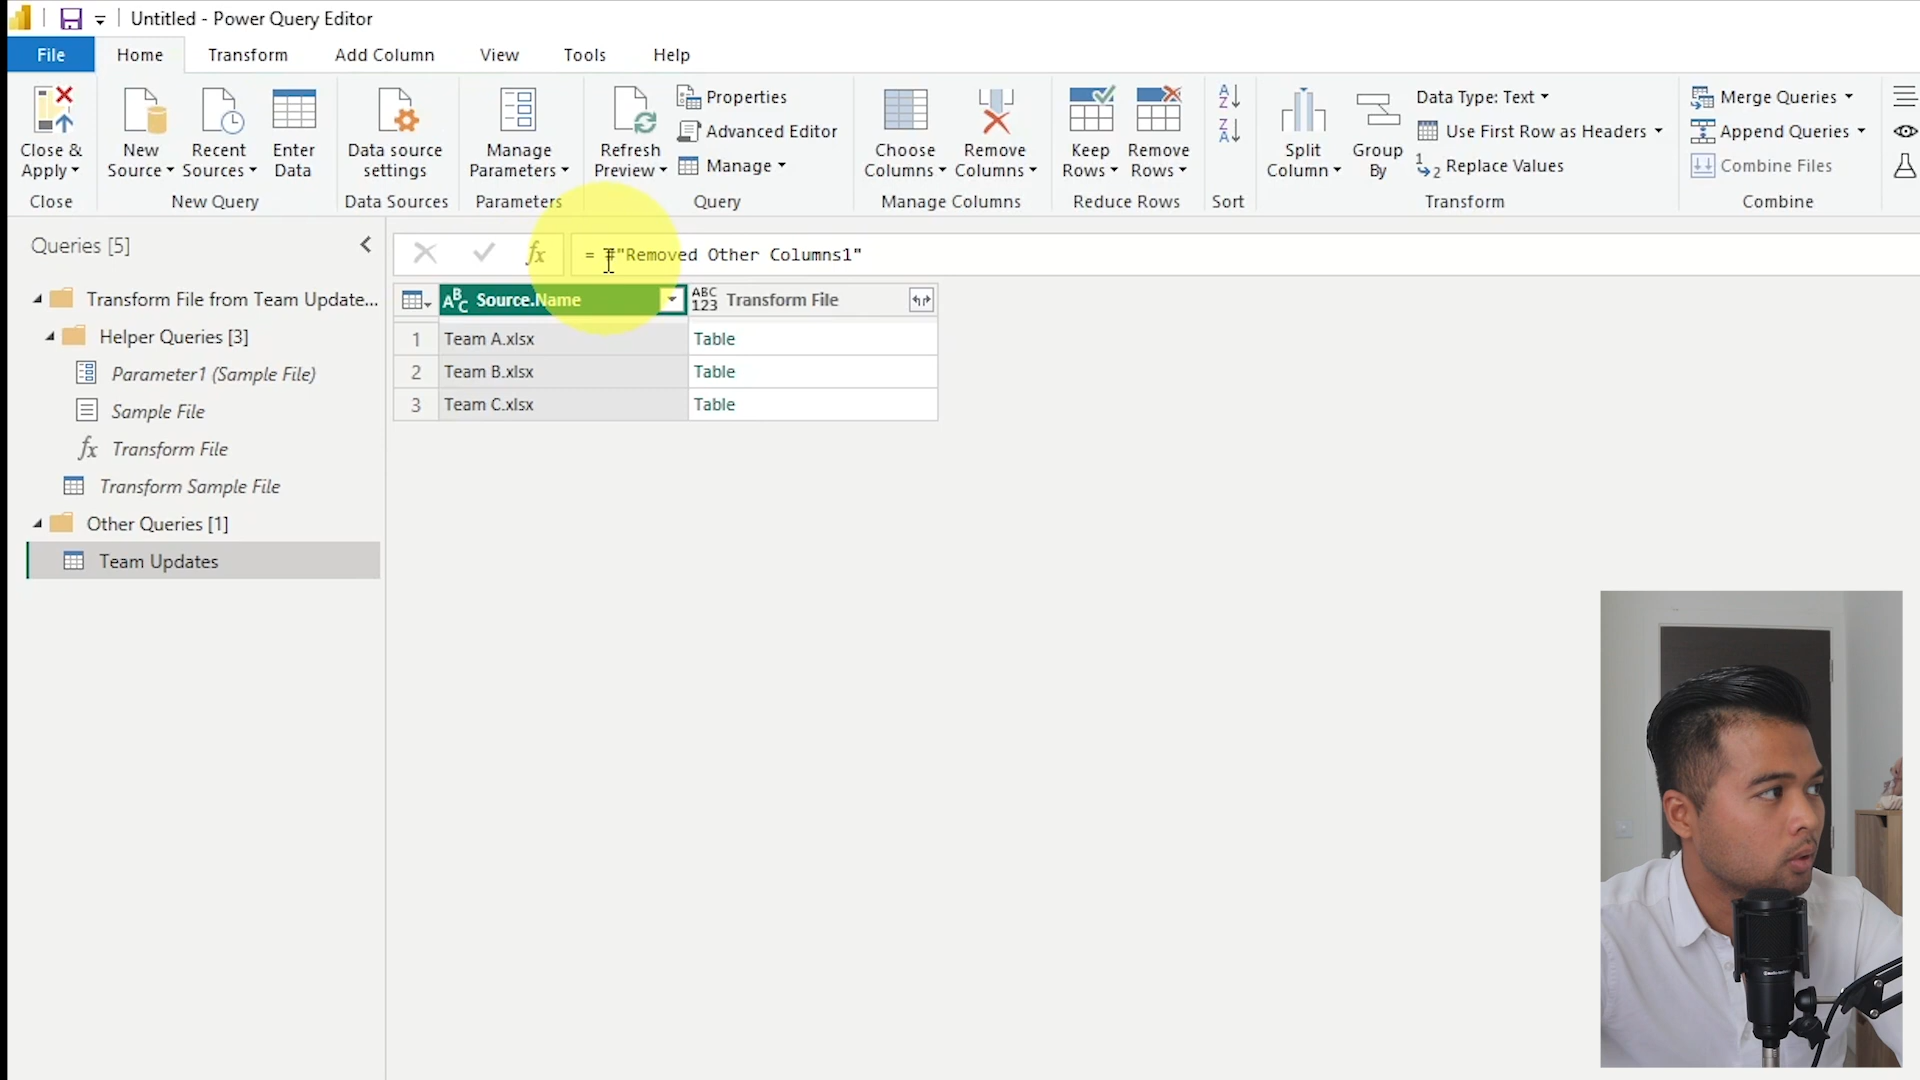 Untitled - Power Query Editor
File
Home
Transform
Add Column
View
Tools
Help
Close & Apply
New Source
Recent Sources
Enter Data
Data source settings
Manage Parameters
Refresh Preview
Properties
Advanced Editor
Manage
Choose Columns
Remove Columns
Keep Rows
Remove Rows
Split Column
Group By
Data Type: Text
Use First Row as Headers
Replace Values
Merge Queries
Append Queries
Combine Files
Close
New Query
Data Sources
Parameters
Query
Manage Columns
Reduce Rows
Sort
Transform
Combine
Queries [5]
fx
= #"Removed Other Columns1"
Transform File from Team Update...
Helper Queries [3]
Parameter1 (Sample File)
Sample File
fx Transform File
Transform Sample File
Other Queries [1]
Team Updates
ABC Source.Name
ABC 123 Transform File
1 Team A.xlsx Table
2 Team B.xlsx Table
3 Team C.xlsx Table